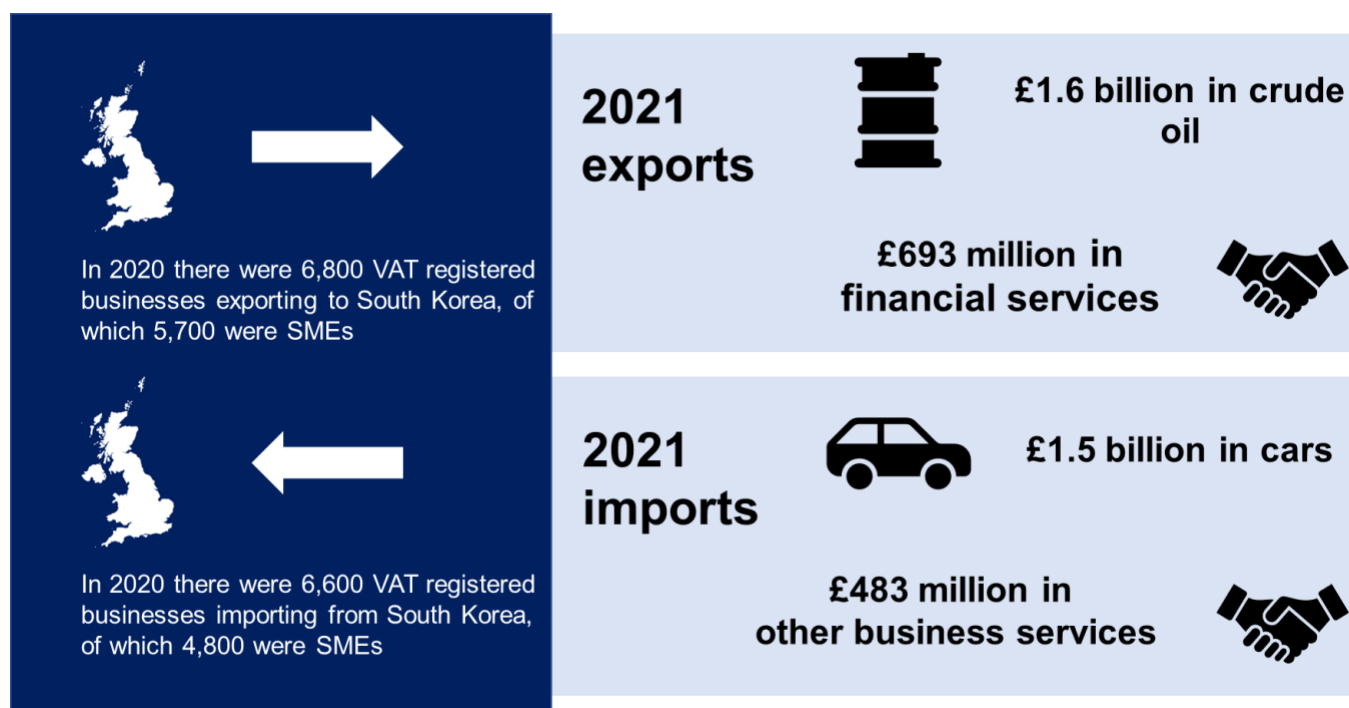 In 2020 there were 6,800 VAT registered
businesses exporting to South Korea, of
which 5,700 were SMEs
2021
exports
£1.6 billion in crude
oil
£693 million in
financial services
In 2020 there were 6,600 VAT registered
businesses importing from South Korea,
of which 4,800 were SMEs
2021
imports
£1.5 billion in cars
£483 million in
other business services